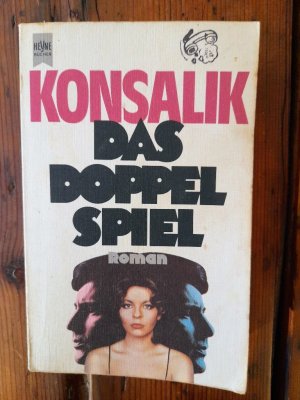 HEYNE
BÜCHER
KONSALIK
DAS
DOPPEL
SPIEL
Roman